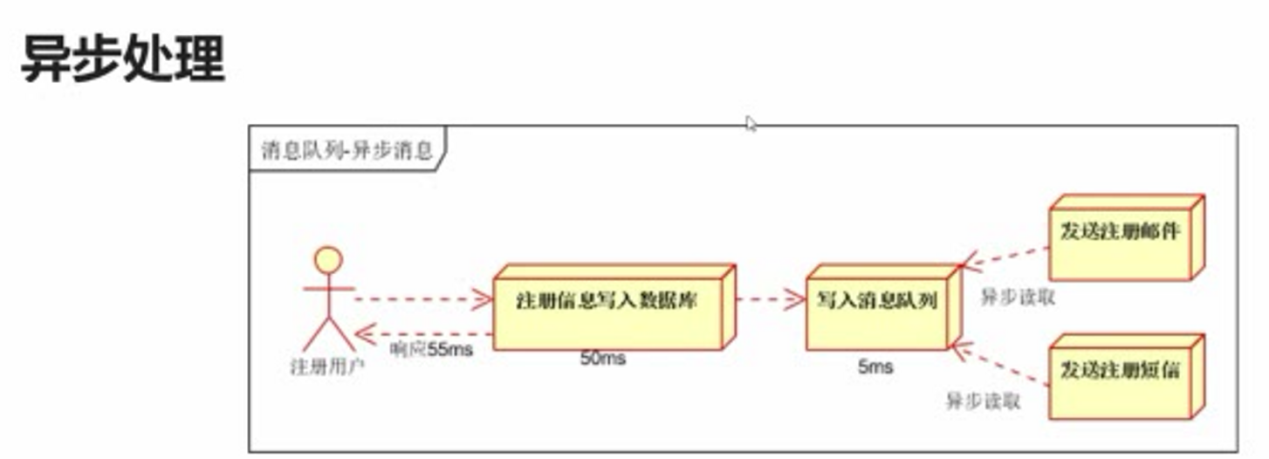 异步处理
消息队列-异步消息
发送注册邮件
注册信息写入数据库
写入消息队列
异步读取
响应55ms
50ms
注册用户
5ms
发送注册短信
异步读取